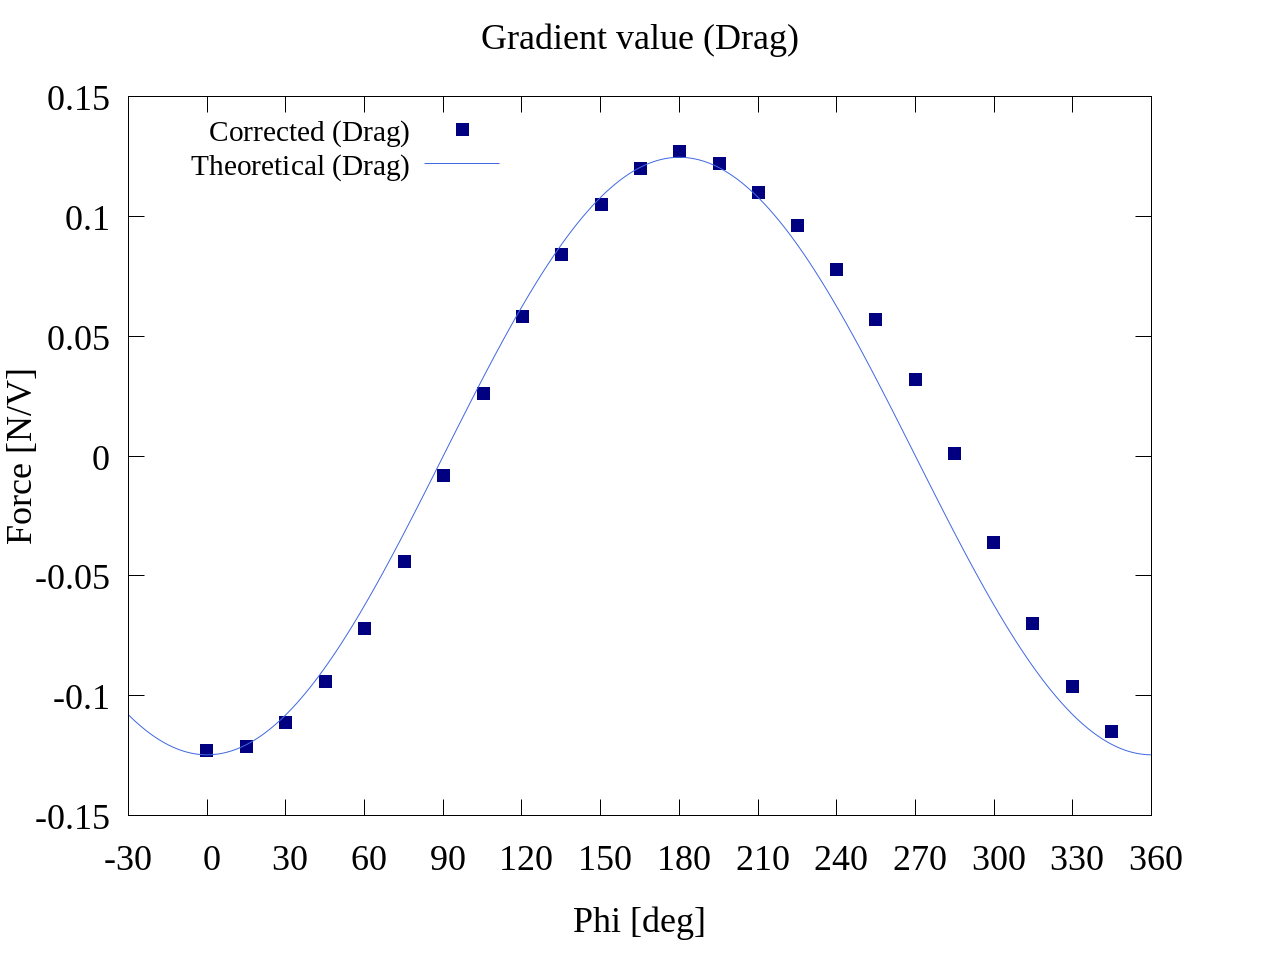 Gradient value (Drag)
Corrected (Drag)
Theoretical (Drag)
0.15
0.1
0.05
0
-0.05
-0.1
-0.15
Force [N/V]
-30 0 30 60 90 120 150 180 210 240 270 300 330 360
Phi [deg]